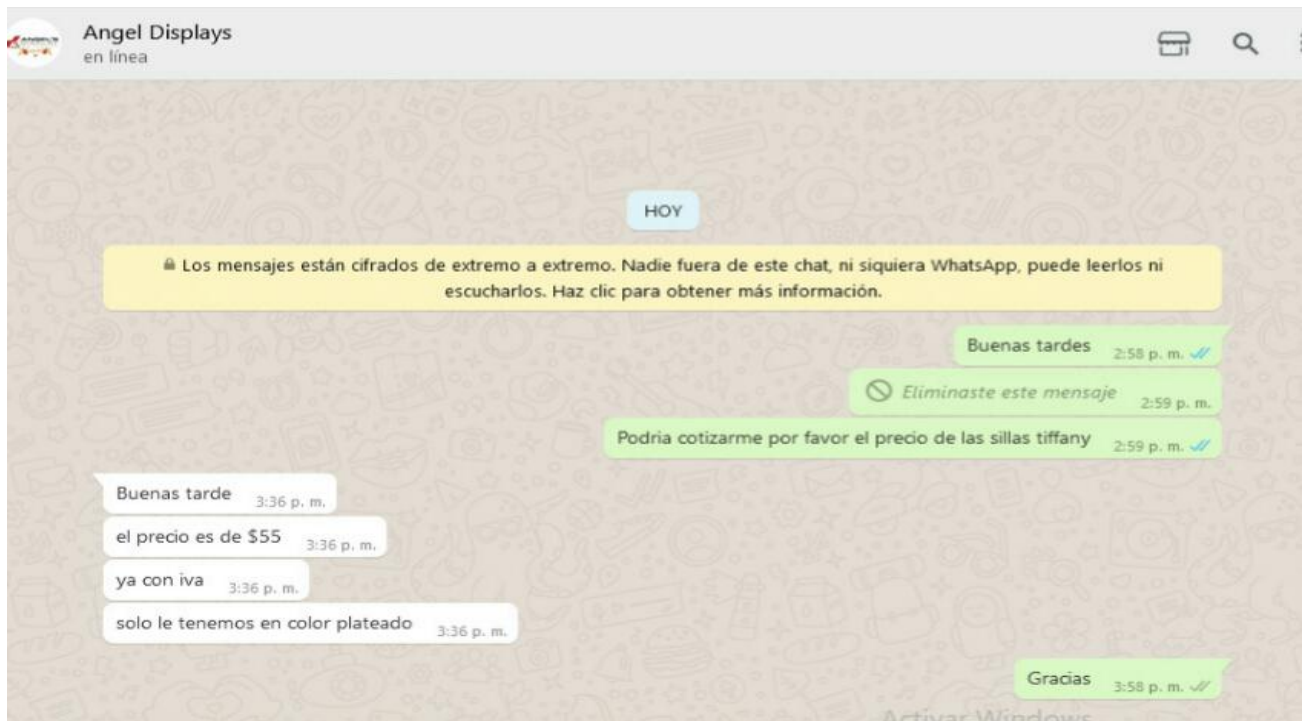 Angel Displays
en línea
HOY
Los mensajes están cifrados de extremo a extremo. Nadie fuera de este chat, ni siquiera WhatsApp, puede leerlos ni
escucharlos. Haz clic para obtener más información.
Buenas tardes 2:58 p. m.
Eliminaste este mensaje 2:59 p. m.
Podria cotizarme por favor el precio de las sillas tiffany 2:59 p. m.
Buenas tarde 3:36 p. m.
el precio es de $55 3:36 p. m.
ya con iva 3:36 p. m.
solo le tenemos en color plateado 3:36 p. m.
Gracias 3:58 p. m.
Activar Windows